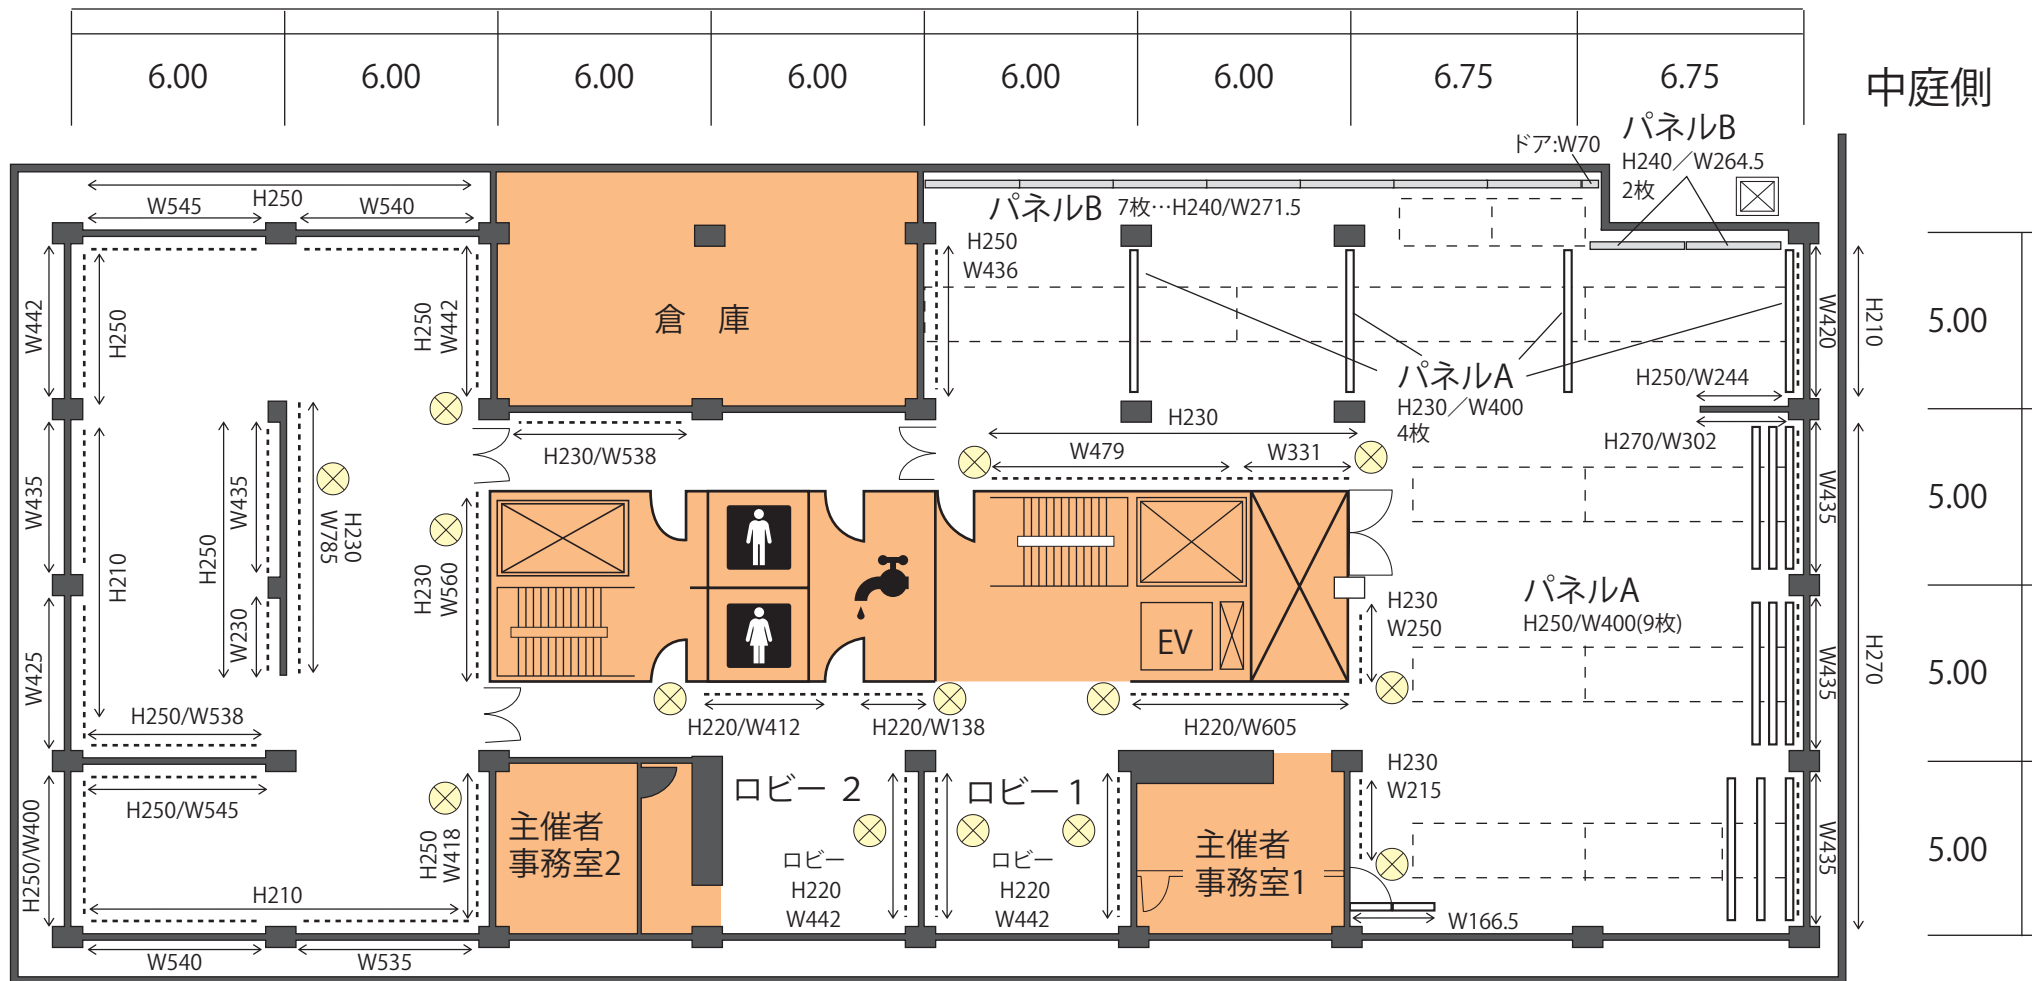 6.00
6.00
6.00
6.00
6.00
6.00
6.75
6.75
中庭側
ドア:W70
パネルB
H240／W264.5
2枚
H250
W545
W540
パネルB
7枚…H240/W271.5
H250
W436
W442
H250
H250
W442
倉 庫
W420
H210
5.00
パネルA
H230／W400
4枚
H250/W244
H270/W302
H230
W479
W331
H230/W538
W435
H250
W435
H230
W785
H210
W230
W425
H230
W560
EV
H230
W250
パネルA
H250/W400(9枚)
W435
5.00
W435
H270
5.00
H250/W538
H220/W412
H220/W138
H220/W605
H250/W545
H250/W400
H250
W418
主催者
事務室2
ロビー 2
ロビー
H220
W442
ロビー 1
ロビー
H220
W442
主催者
事務室1
H230
W215
W166.5
W435
5.00
H210
W540
W535